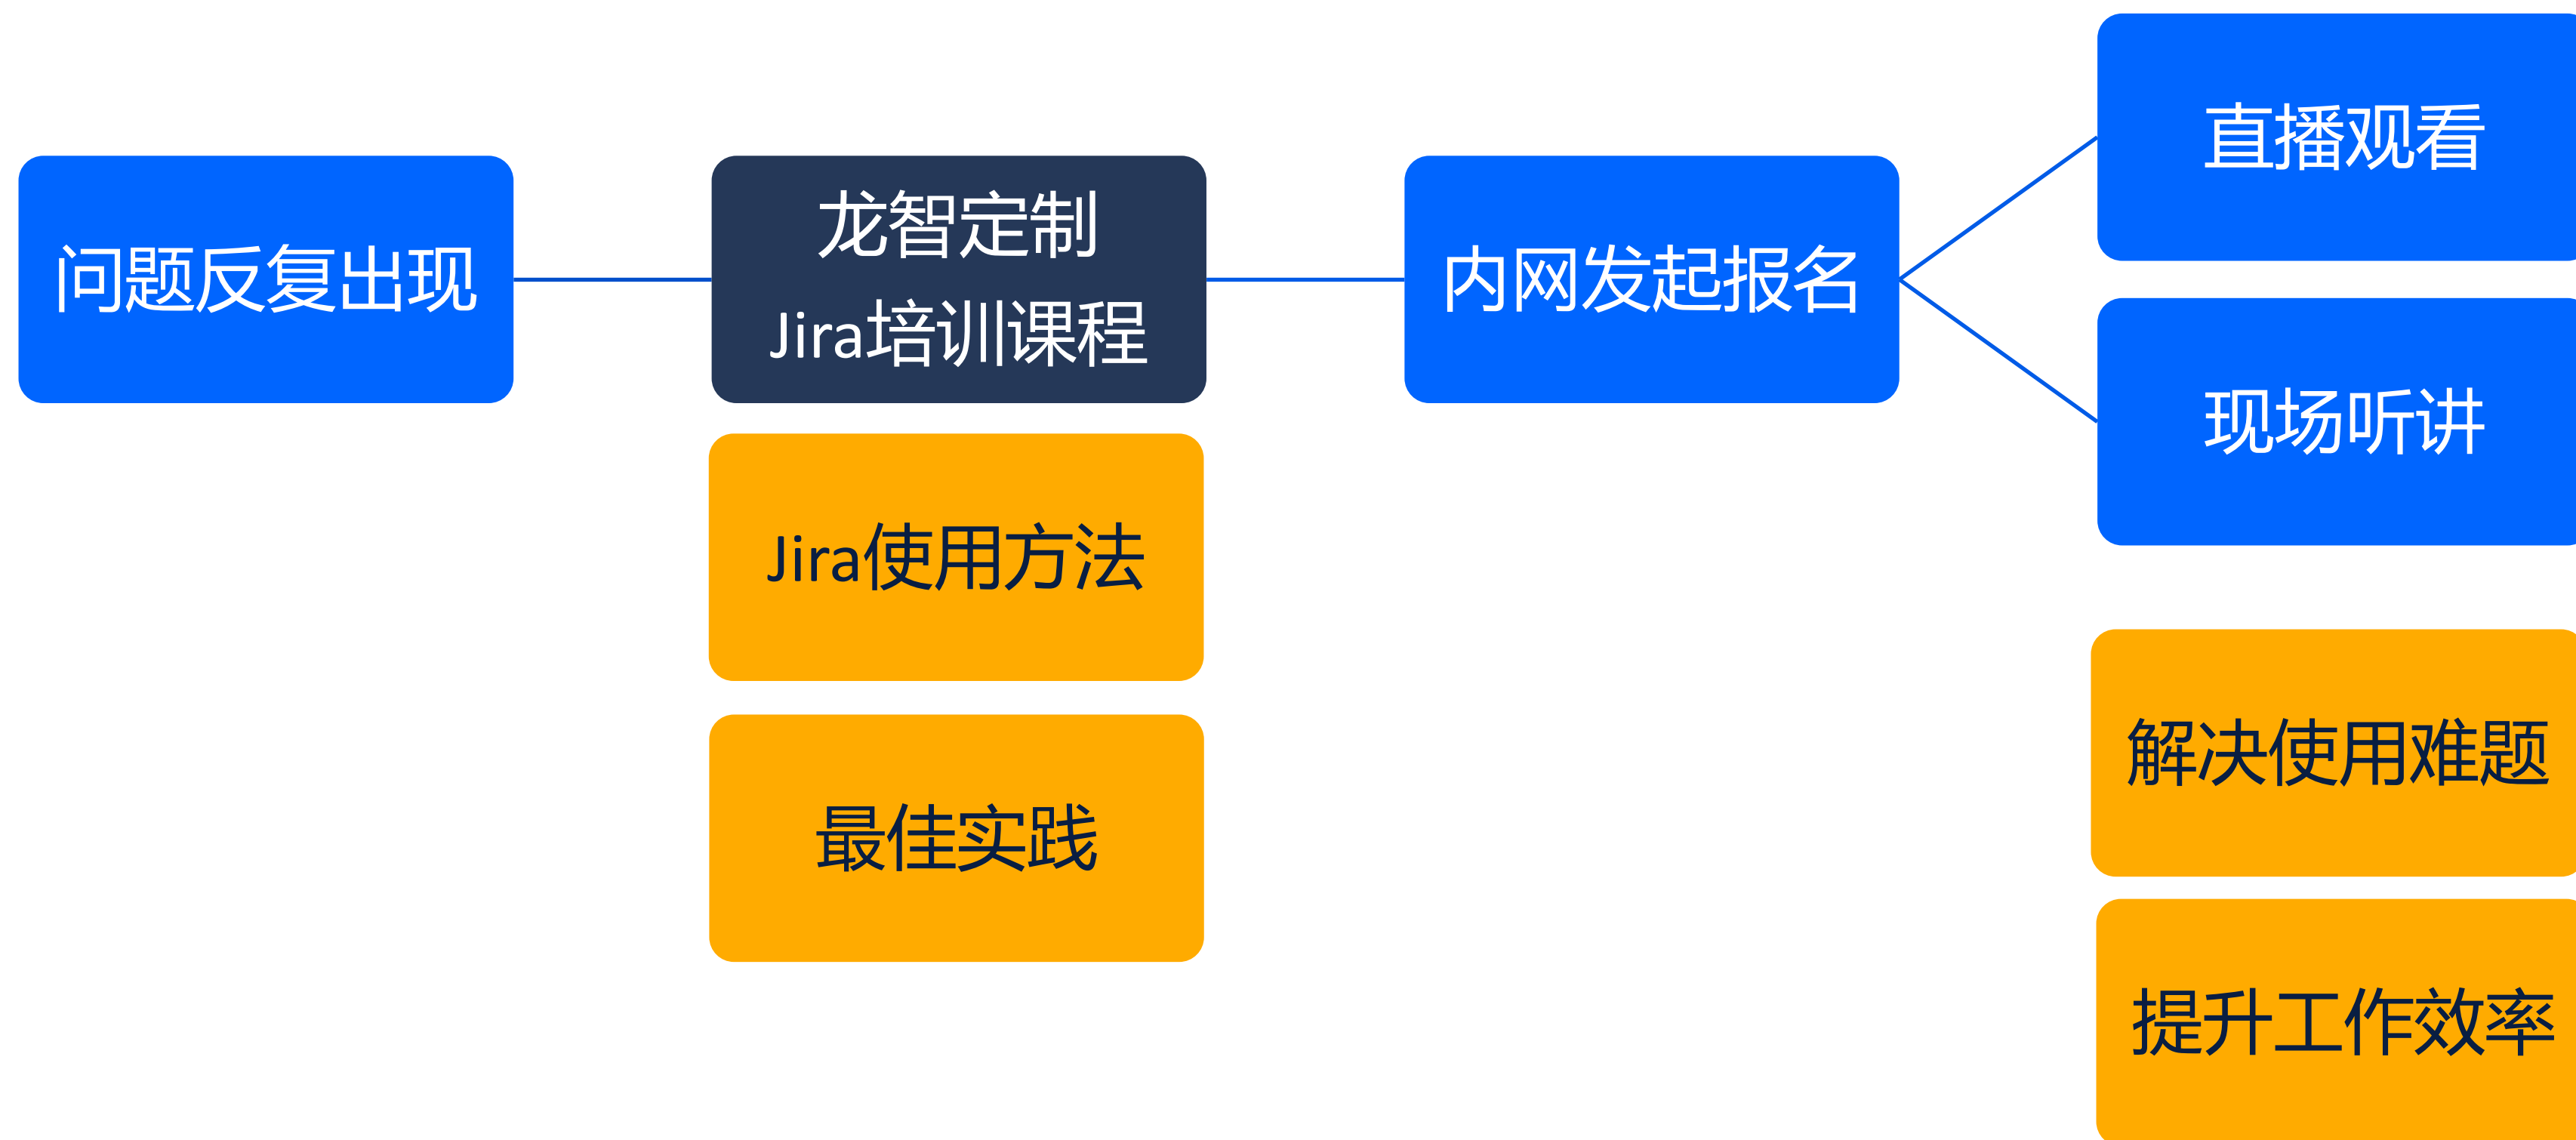 问题反复出现
龙智定制
Jira培训课程
Jira使用方法
最佳实践
内网发起报名
直播观看
现场听讲
解决使用难题
提升工作效率